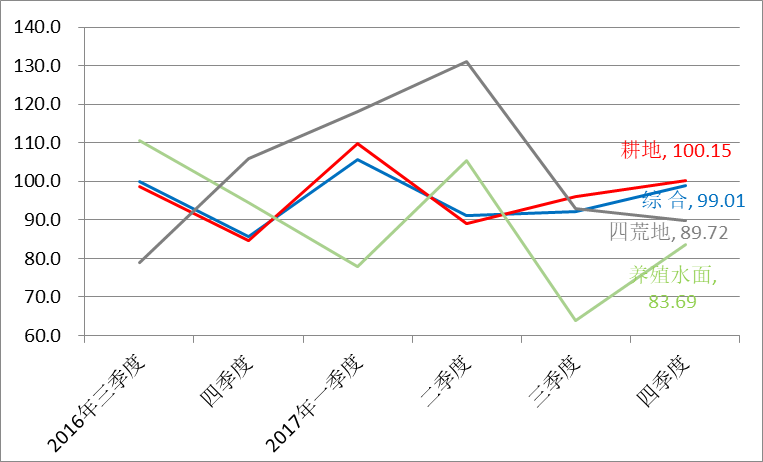 140.0
130.0
120.0
110.0
100.0
90.0
80.0
70.0
60.0
耕地, 100.15
综 合, 99.01
四荒地, 89.72
养殖水面,
83.69
2016年三季度
四季度
2017年一季度
二季度
三季度
四季度